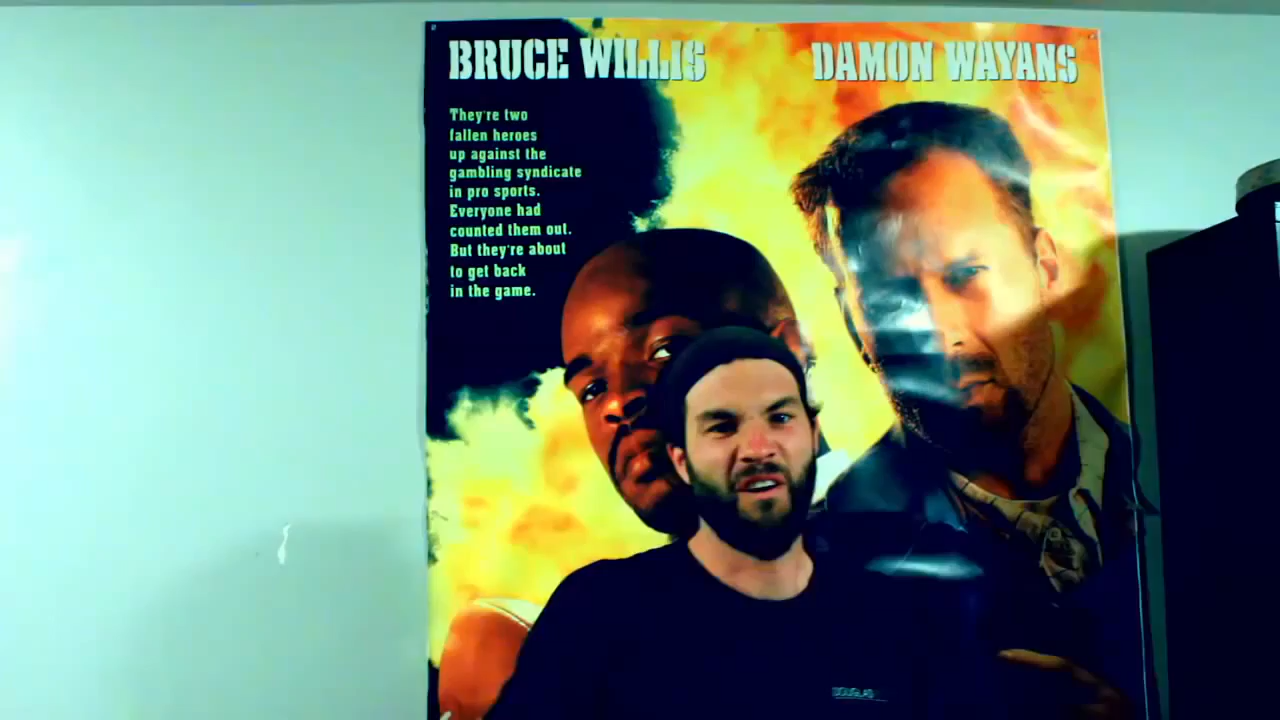 BRUCE WILLIS
DAMON WAYANS
They're two
fallen heroes
up against the
gambling syndicate
in pro sports.
Everyone had
counted them out.
But they're about
to get back
in the game.